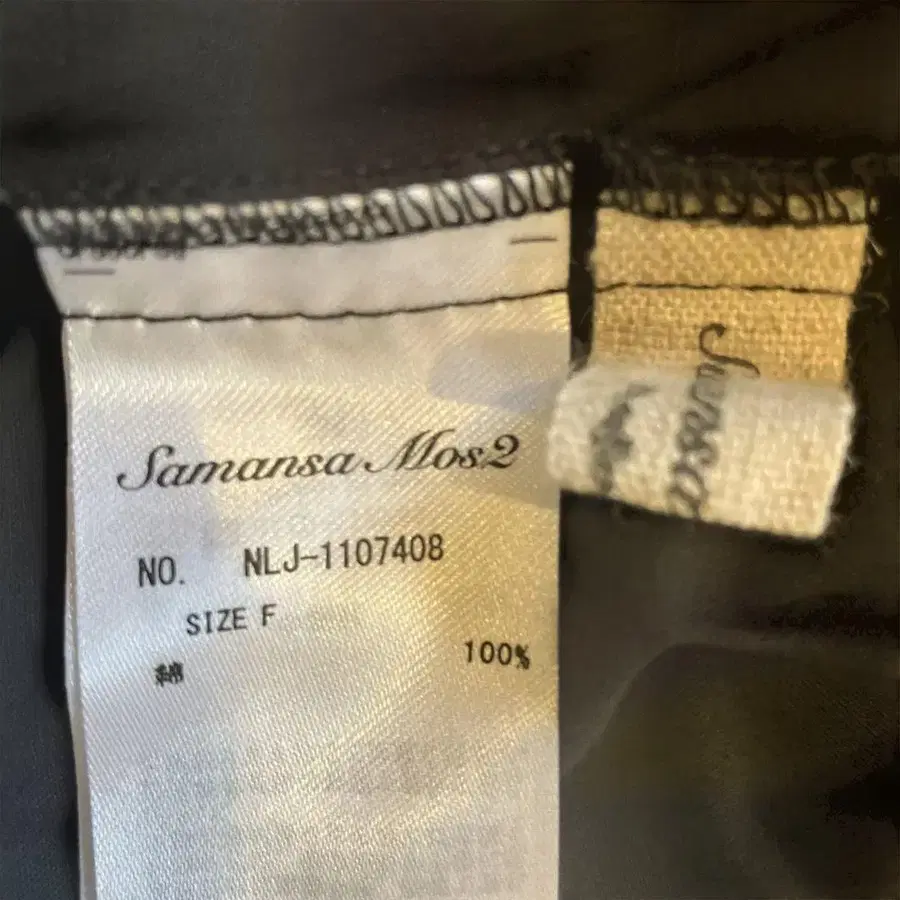 Samansa Mos2
NO. NLJ-1107408
SIZE F
綿 100%